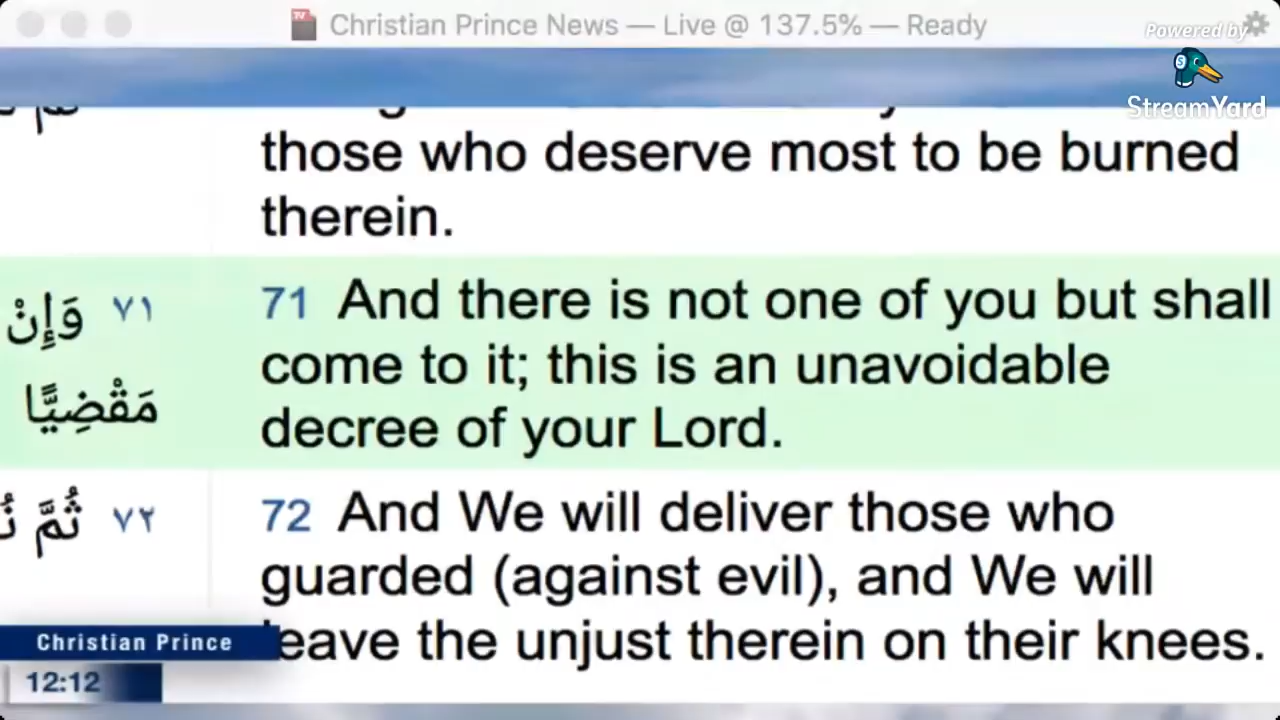 Christian Prince News — Live @ 137.5% — Ready
Powered by
StreamYard
those who deserve most to be burned
therein.
٧١ وَإِنْ
71 And there is not one of you but shall
come to it; this is an unavoidable
مَقْضِيًّا
decree of your Lord.
٧٢ ثُمَّ
72 And We will deliver those who
guarded (against evil), and We will
leave the unjust therein on their knees.
Christian Prince
12:12